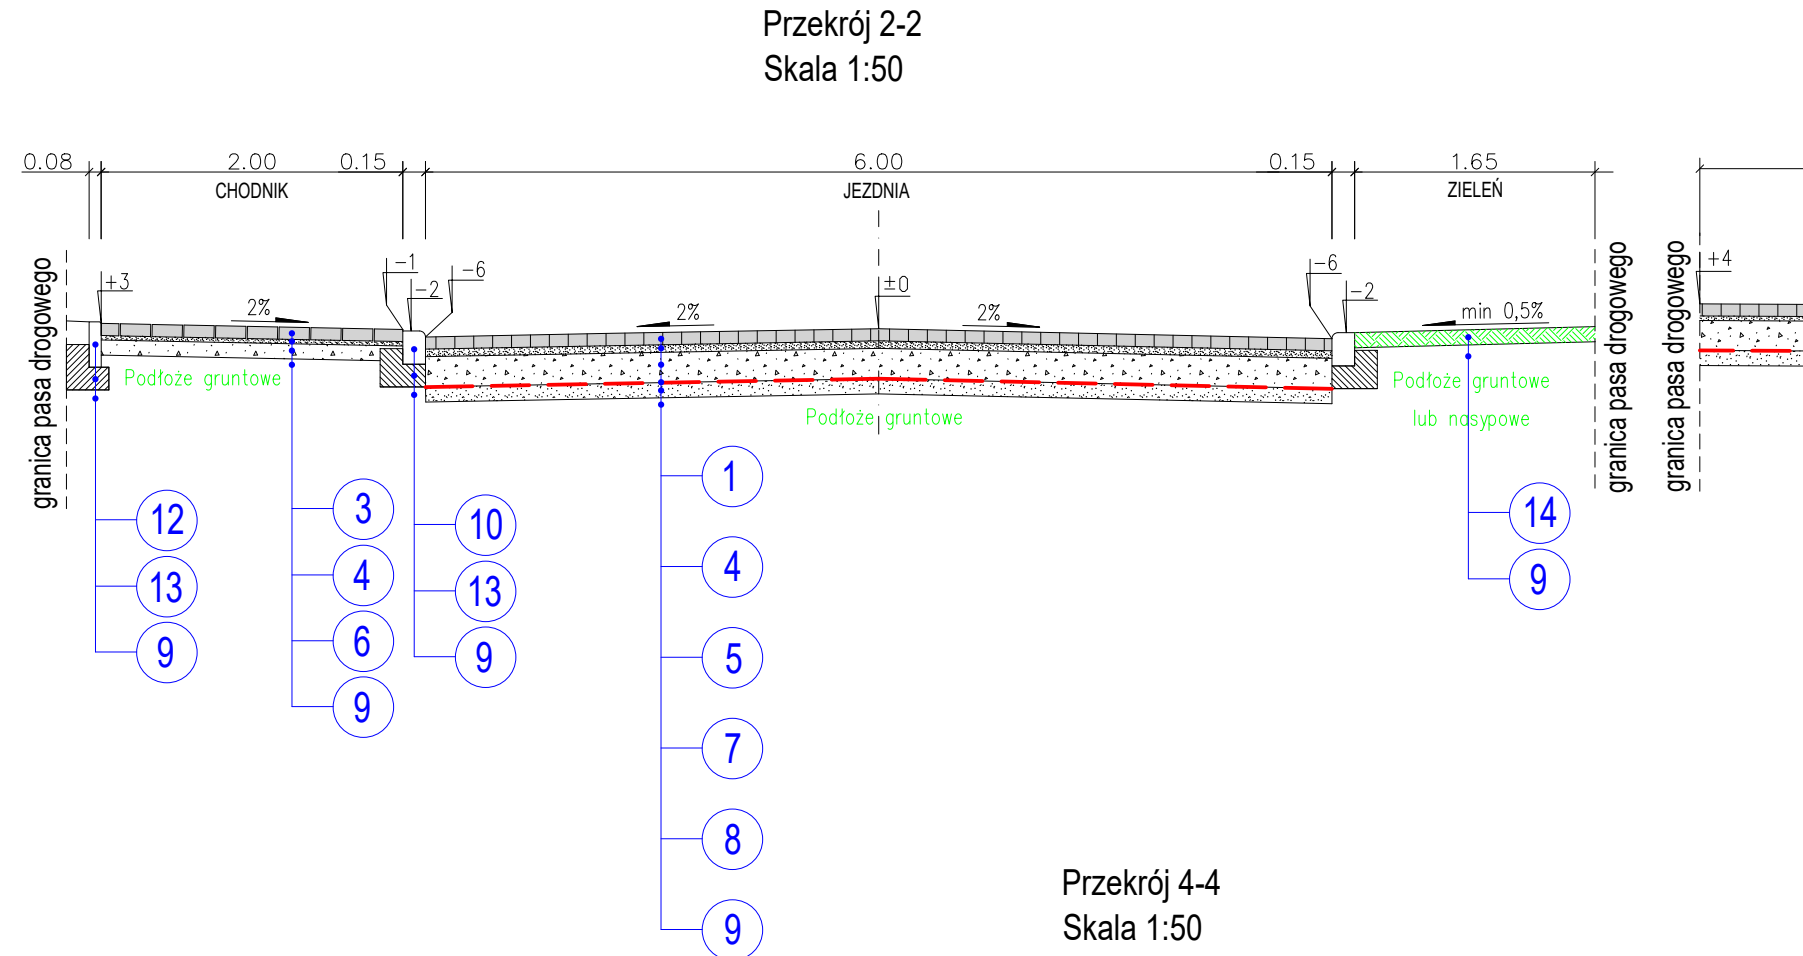 Przekrój 2-2
Skala 1:50
0.08 2.00 0.15 6.00 0.15 1.65
CHODNIK JEZDNIA ZIELEŃ
granica pasa drogowego
+3
2%
-1
-2
-6
2%
±0
2%
-6
-2
min 0,5%
granica pasa drogowego
granica pasa drogowego
+4
Podłoże gruntowe
Podłoże gruntowe
Podłoże gruntowe
lub nasypowe
12
13
9
3
4
6
9
10
13
9
1
4
5
7
8
9
14
9
Przekrój 4-4
Skala 1:50